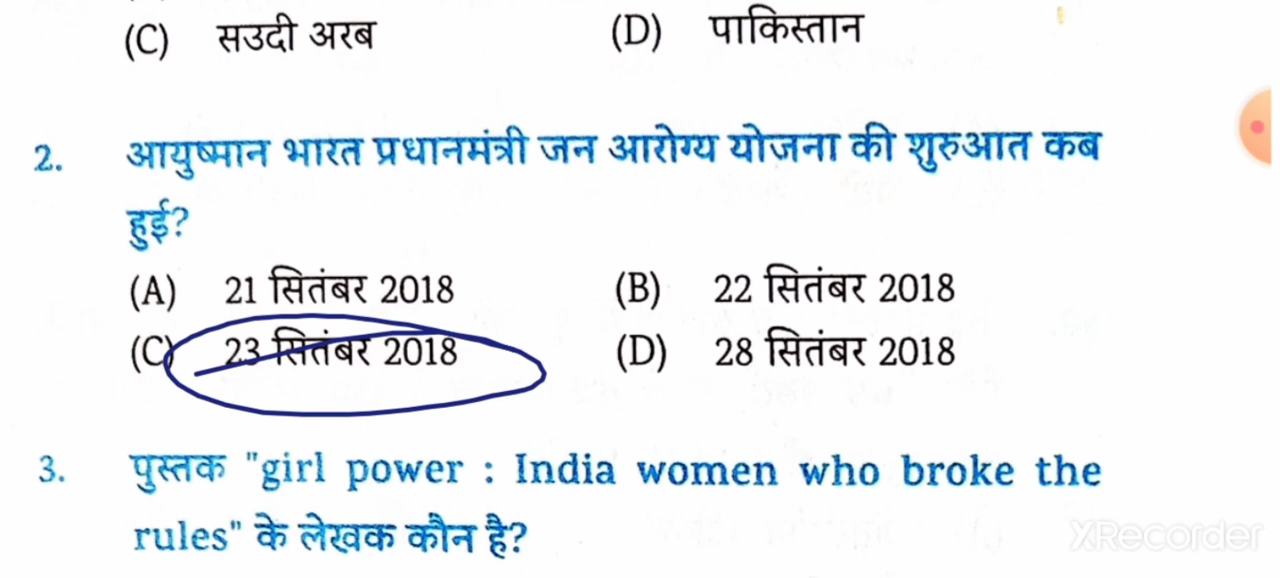 (C) सउदी अरब (D) पाकिस्तान
2. आयुष्मान भारत प्रधानमंत्री जन आरोग्य योजना की शुरुआत कब
हुई?
(A) 21 सितंबर 2018 (B) 22 सितंबर 2018
(C) 23 सितंबर 2018 (D) 28 सितंबर 2018
3. पुस्तक "girl power : India women who broke the
rules" के लेखक कौन है?
XRecorder